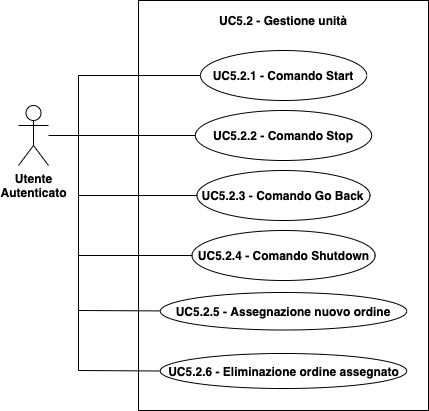 UC5.2 - Gestione unità
UC5.2.1 - Comando Start
UC5.2.2 - Comando Stop
Utente
Autenticato
UC5.2.3 - Comando Go Back
UC5.2.4 - Comando Shutdown
UC5.2.5 - Assegnazione nuovo ordine
UC5.2.6 - Eliminazione ordine assegnato